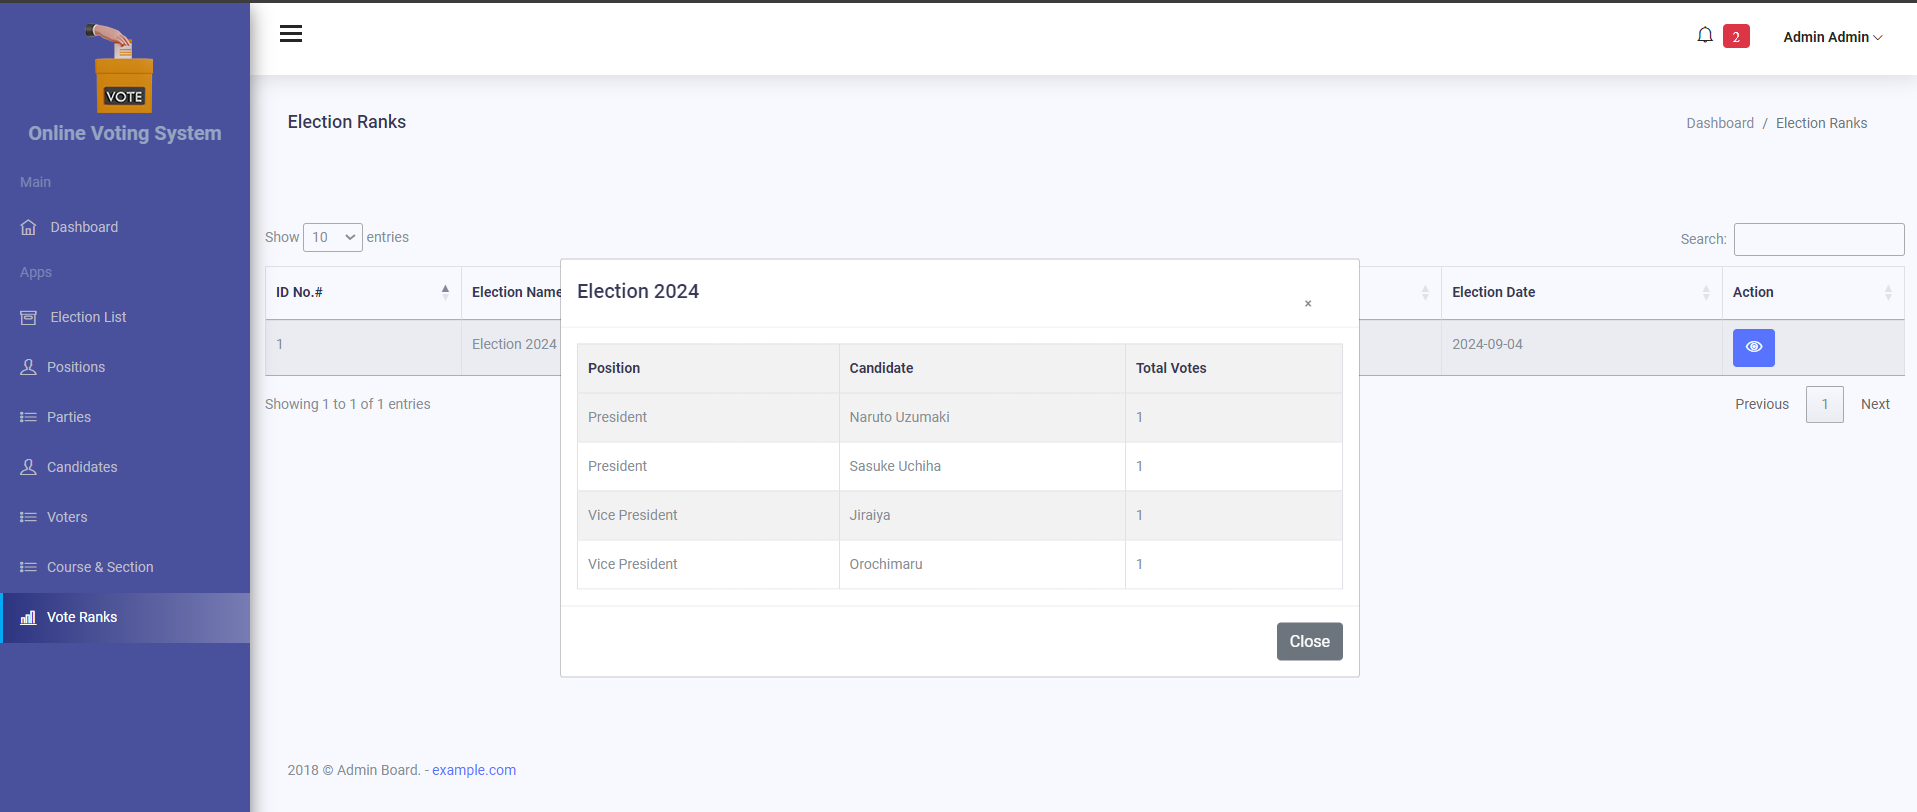 VOTE
Online Voting System
Main
Dashboard
Apps
Election List
Positions
Parties
Candidates
Voters
Course & Section
Vote Ranks
2 Admin Admin
Election Ranks
Dashboard / Election Ranks
Show 10 entries
Search:
ID No.# Election Name Election Date Action
1 Election 2024 2024-09-04
Showing 1 to 1 of 1 entries
Previous 1 Next
Election 2024
×
Position Candidate Total Votes
President Naruto Uzumaki 1
President Sasuke Uchiha 1
Vice President Jiraiya 1
Vice President Orochimaru 1
Close
2018 © Admin Board. - example.com